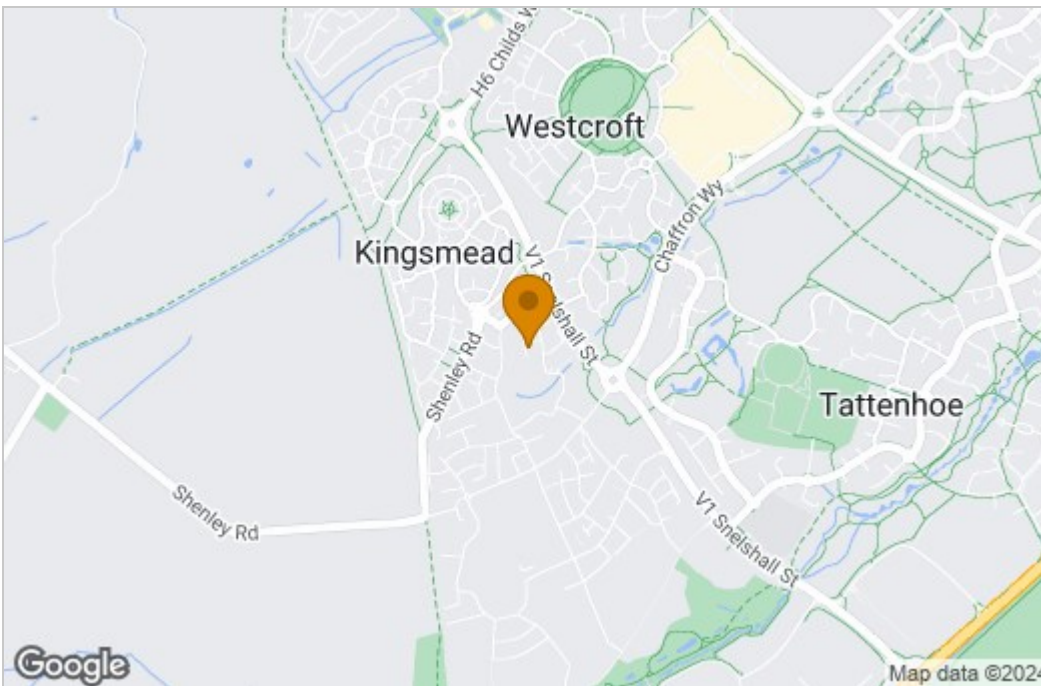 H6 Childs W
Westcroft
Chaffron Wy
Kingsmead
V1 Snelshall St
Shenley Rd
Tattenhoe
Shenley Rd
V1 Snelshall St
Google
Map data ©2024